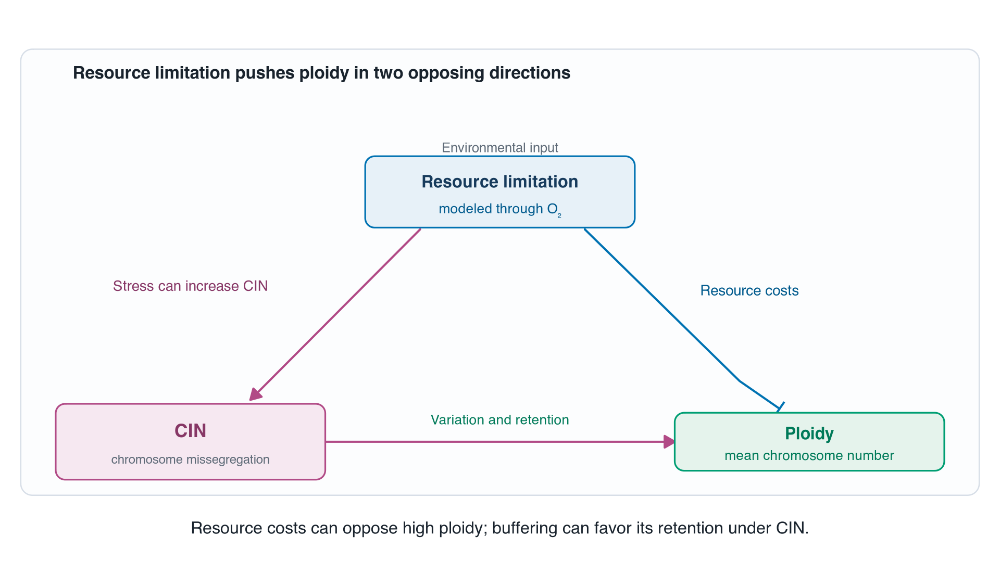 Resource limitation pushes ploidy in two opposing directions
Environmental input
Resource limitation
modeled through O₂
Stress can increase CIN
Resource costs
Variation and retention
CIN
chromosome missegregation
Ploidy
mean chromosome number
Resource costs can oppose high ploidy; buffering can favor its retention under CIN.